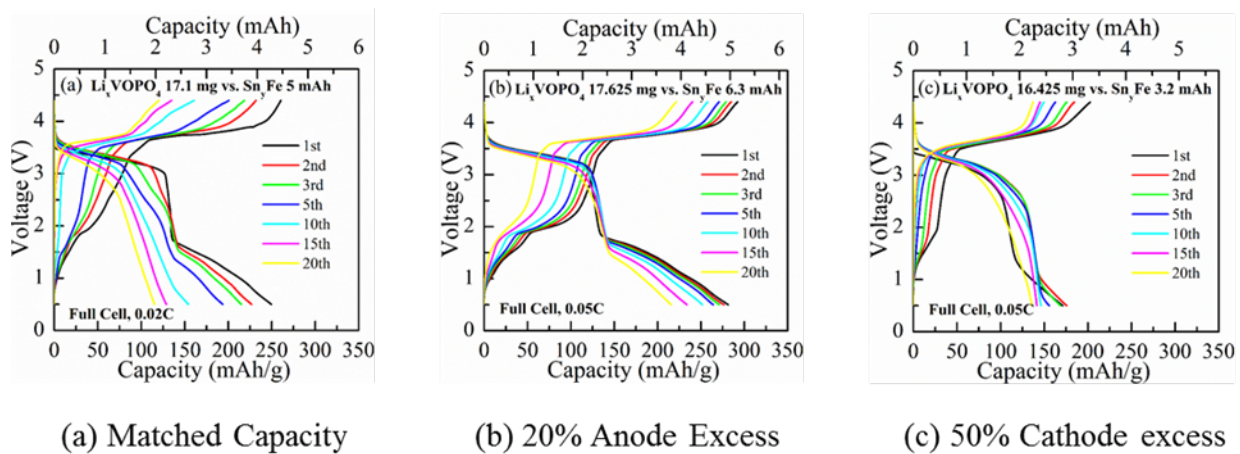 Capacity (mAh)
0 1 2 3 4 5 6
(a) LiₓVOPO₄ 17.1 mg vs. SnᵧFe 5 mAh
5
4
3
2
1
0
Voltage (V)
1st
2nd
3rd
5th
10th
15th
20th
Full Cell, 0.02C
0 50 100 150 200 250 300 350
Capacity (mAh/g)
(a) Matched Capacity
Capacity (mAh)
0 1 2 3 4 5 6
(b) LiₓVOPO₄ 17.625 mg vs. SnᵧFe 6.3 mAh
5
4
3
2
1
0
Voltage (V)
1st
2nd
3rd
5th
10th
15th
20th
Full Cell, 0.05C
0 50 100 150 200 250 300 350
Capacity (mAh/g)
(b) 20% Anode Excess
Capacity (mAh)
0 1 2 3 4 5
(c) LiₓVOPO₄ 16.425 mg vs. SnᵧFe 3.2 mAh
5
4
3
2
1
0
Voltage (V)
1st
2nd
3rd
5th
10th
15th
20th
Full Cell, 0.05C
0 50 100 150 200 250 300 350
Capacity (mAh/g)
(c) 50% Cathode excess